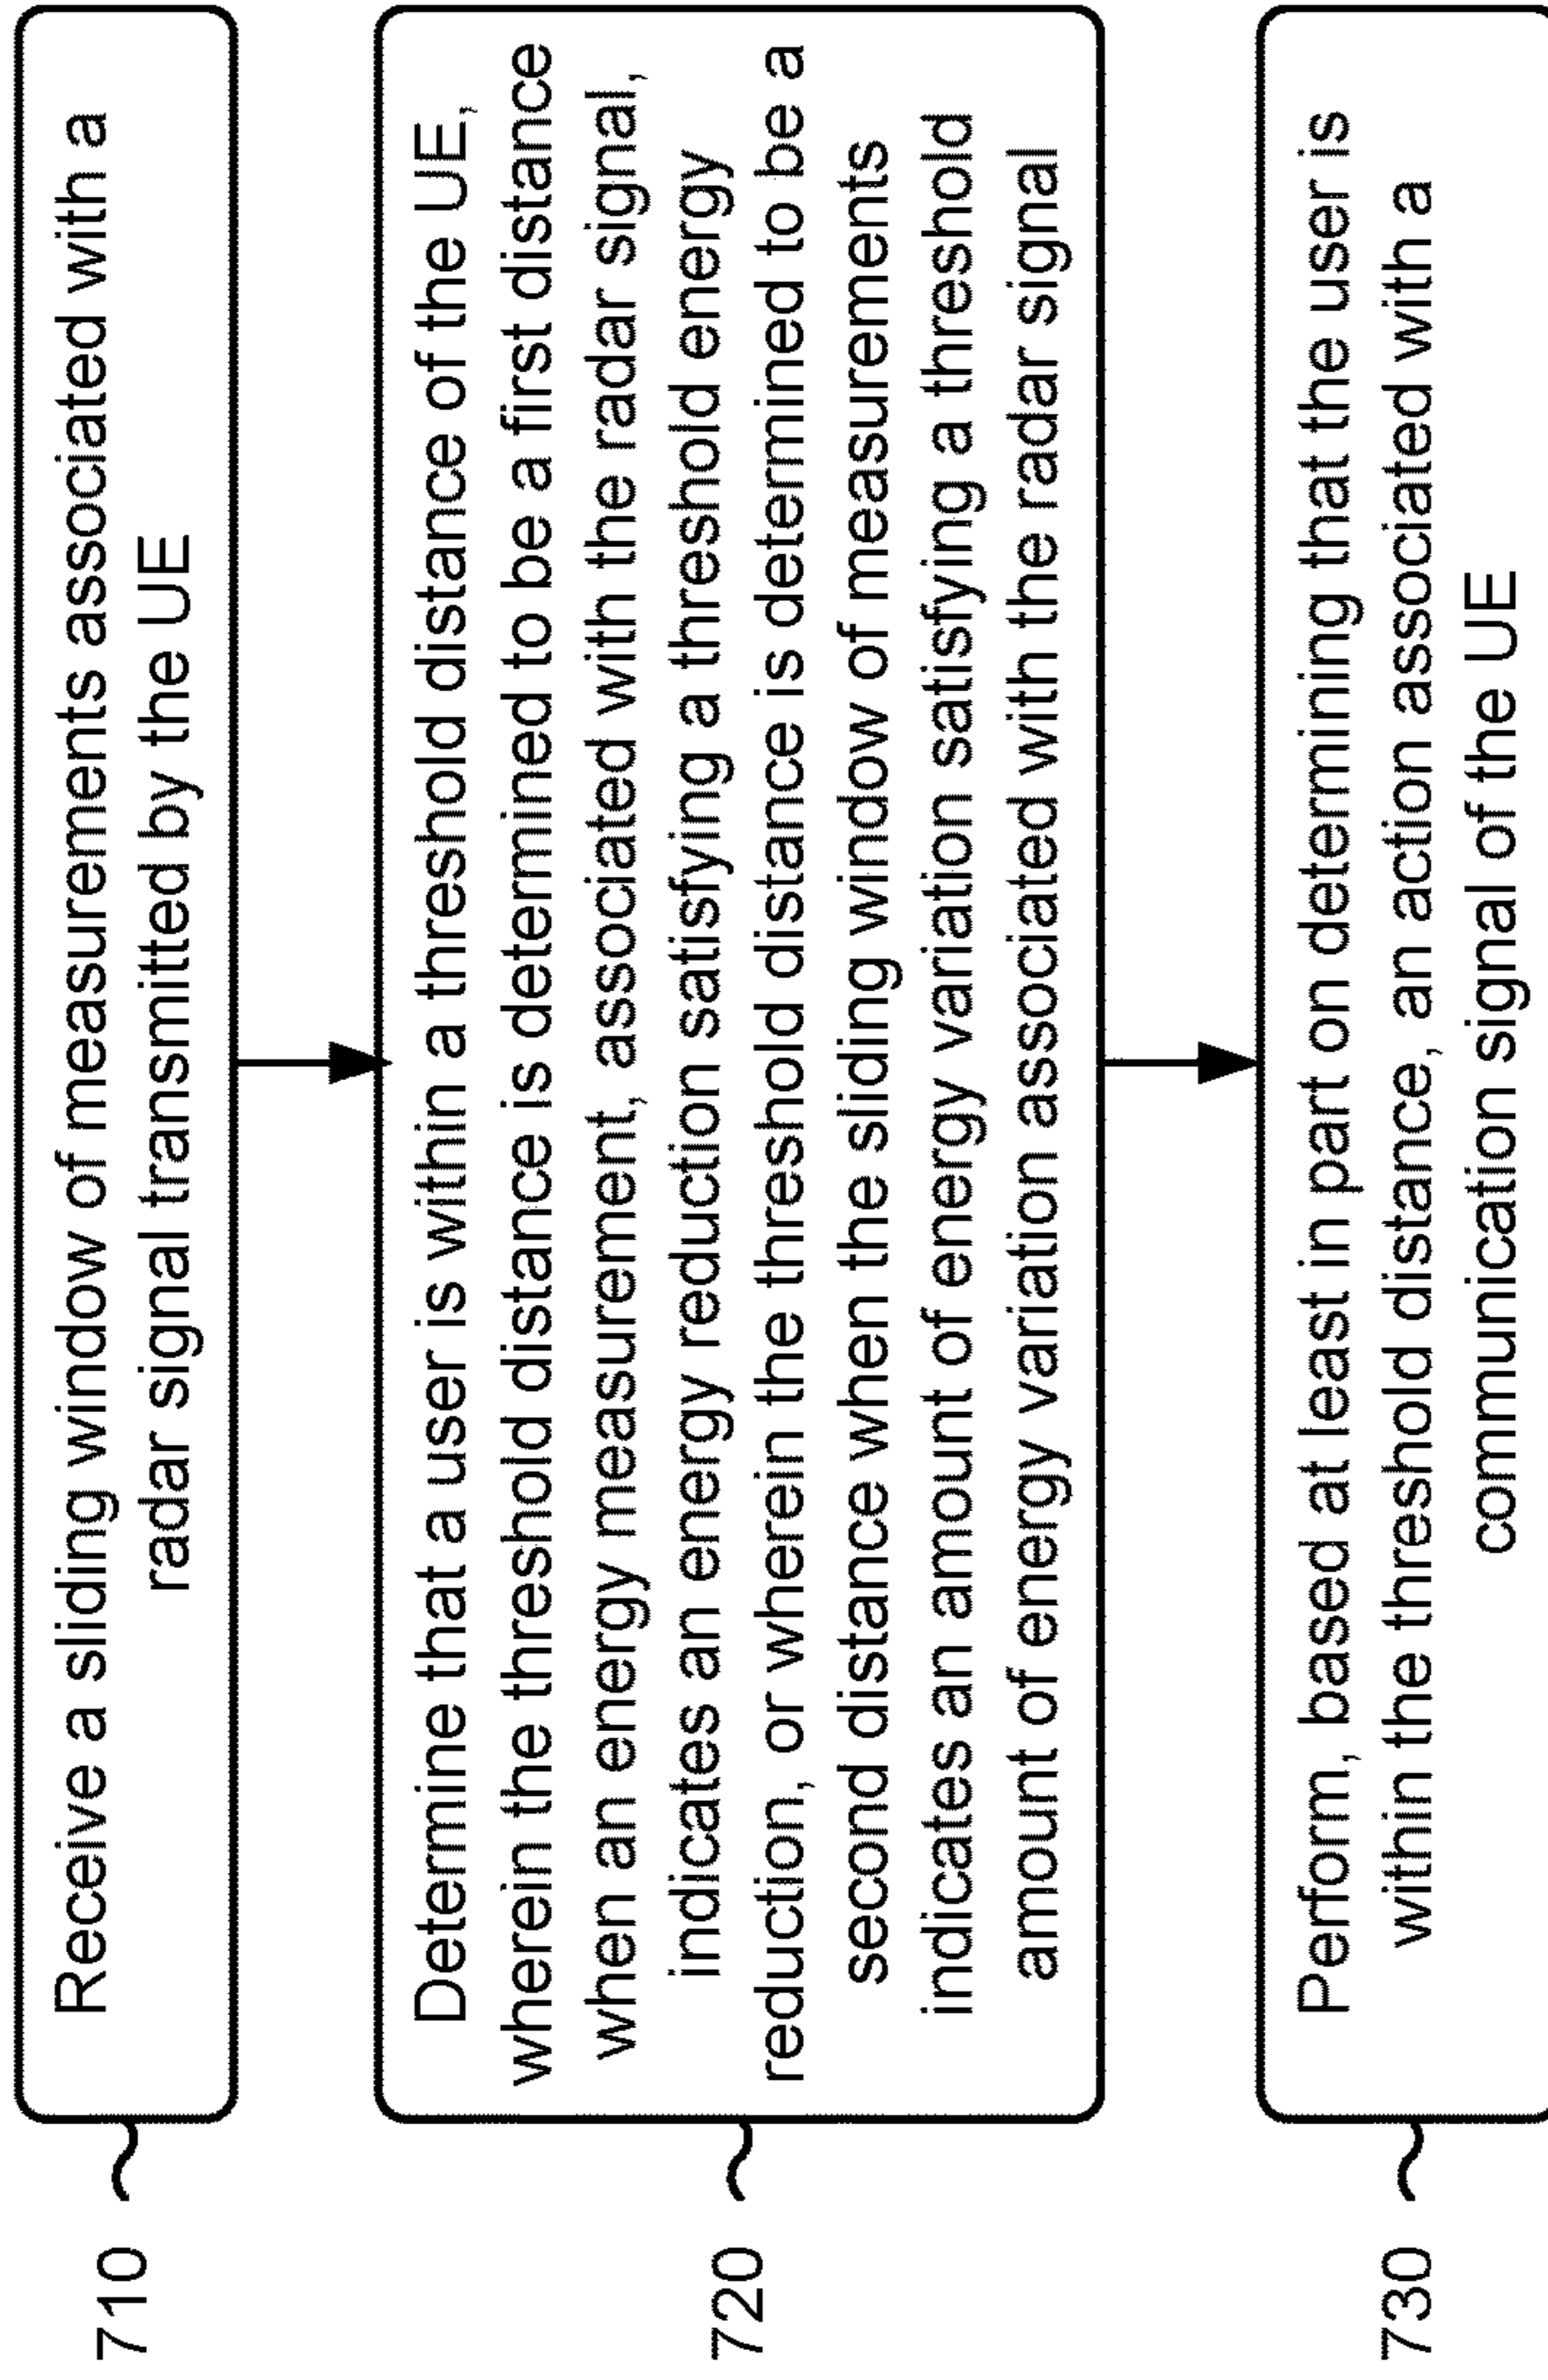 710
Receive a sliding window of measurements associated with a
radar signal transmitted by the UE
720
Determine that a user is within a threshold distance of the UE,
wherein the threshold distance is determined to be a first distance
when an energy measurement, associated with the radar signal,
indicates an energy reduction satisfying a threshold energy
reduction, or wherein the threshold distance is determined to be a
second distance when the sliding window of measurements
indicates an amount of energy variation satisfying a threshold
amount of energy variation associated with the radar signal
730
Perform, based at least in part on determining that the user is
within the threshold distance, an action associated with a
communication signal of the UE